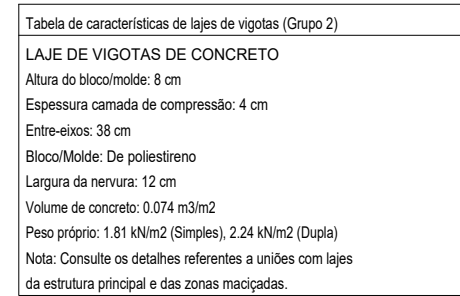 Tabela de características de lajes de vigotas (Grupo 2)
LAJE DE VIGOTAS DE CONCRETO
Altura do bloco/molde: 8 cm
Espessura camada de compressão: 4 cm
Entre-eixos: 38 cm
Bloco/Molde: De poliestireno
Largura da nervura: 12 cm
Volume de concreto: 0.074 m3/m2
Peso próprio: 1.81 kN/m2 (Simples), 2.24 kN/m2 (Dupla)
Nota: Consulte os detalhes referentes a uniões com lajes
da estrutura principal e das zonas maciçadas.